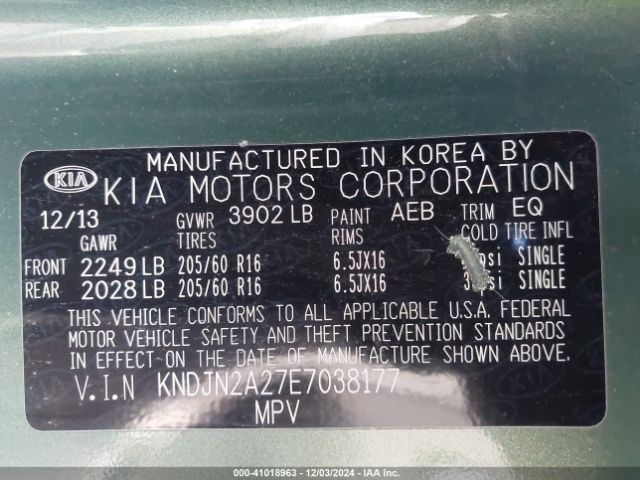 MANUFACTURED IN KOREA BY
KIA KIA MOTORS CORPORATION
12/13 GVWR 3902 LB PAINT AEB TRIM EQ
GAWR TIRES RIMS COLD TIRE INFL
FRONT 2249 LB 205/60 R16 6.5JX16 SINGLE
REAR 2028 LB 205/60 R16 6.5JX16 SINGLE
THIS VEHICLE CONFORMS TO ALL APPLICABLE U.S.A. FEDERAL
MOTOR VEHICLE SAFETY AND THEFT PREVENTION STANDARDS
IN EFFECT ON THE DATE OF MANUFACTURE SHOWN ABOVE.
V.I.N KNDJN2A27E7038177
MPV
000-41018963 - 12/03/2024 - IAA Inc.